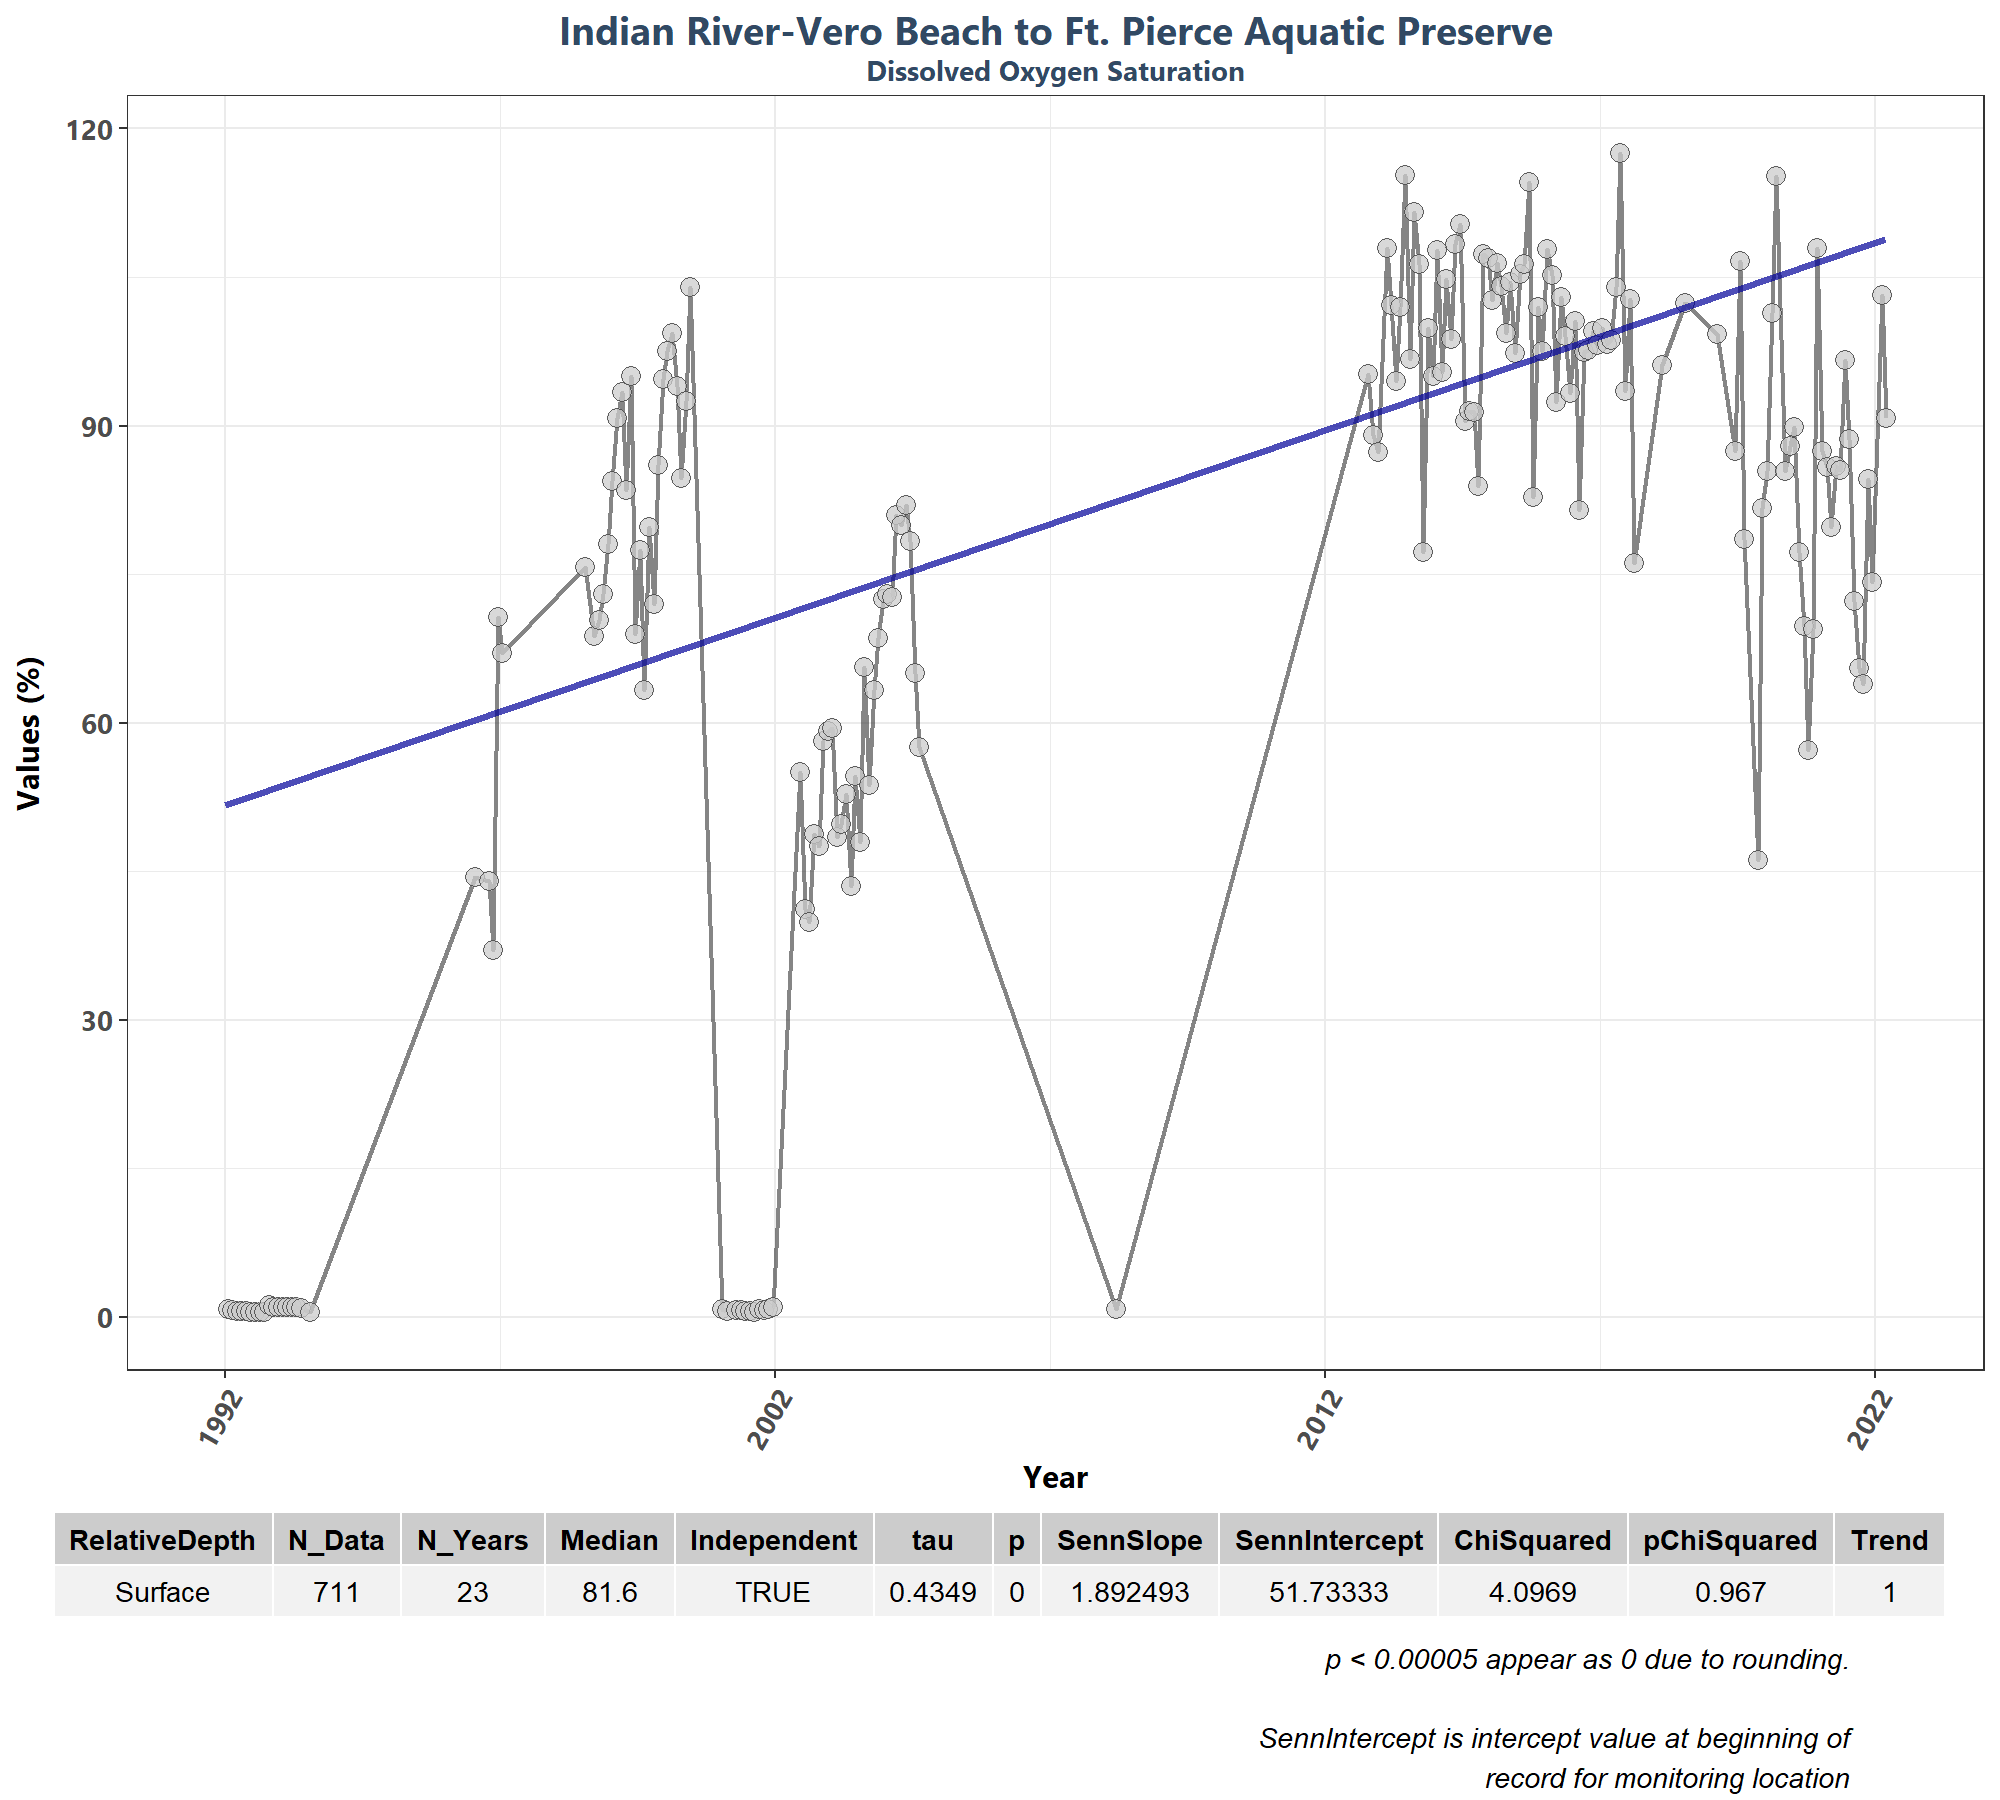 Indian River-Vero Beach to Ft. Pierce Aquatic Preserve
Dissolved Oxygen Saturation
120
90
60
30
0
Values (%)
1992
2002
2012
2022
Year
RelativeDepth N_Data N_Years Median Independent tau p SennSlope SennIntercept ChiSquared pChiSquared Trend
Surface 711 23 81.6 TRUE 0.4349 0 1.892493 51.73333 4.0969 0.967 1
p < 0.00005 appear as 0 due to rounding.
SennIntercept is intercept value at beginning of
record for monitoring location